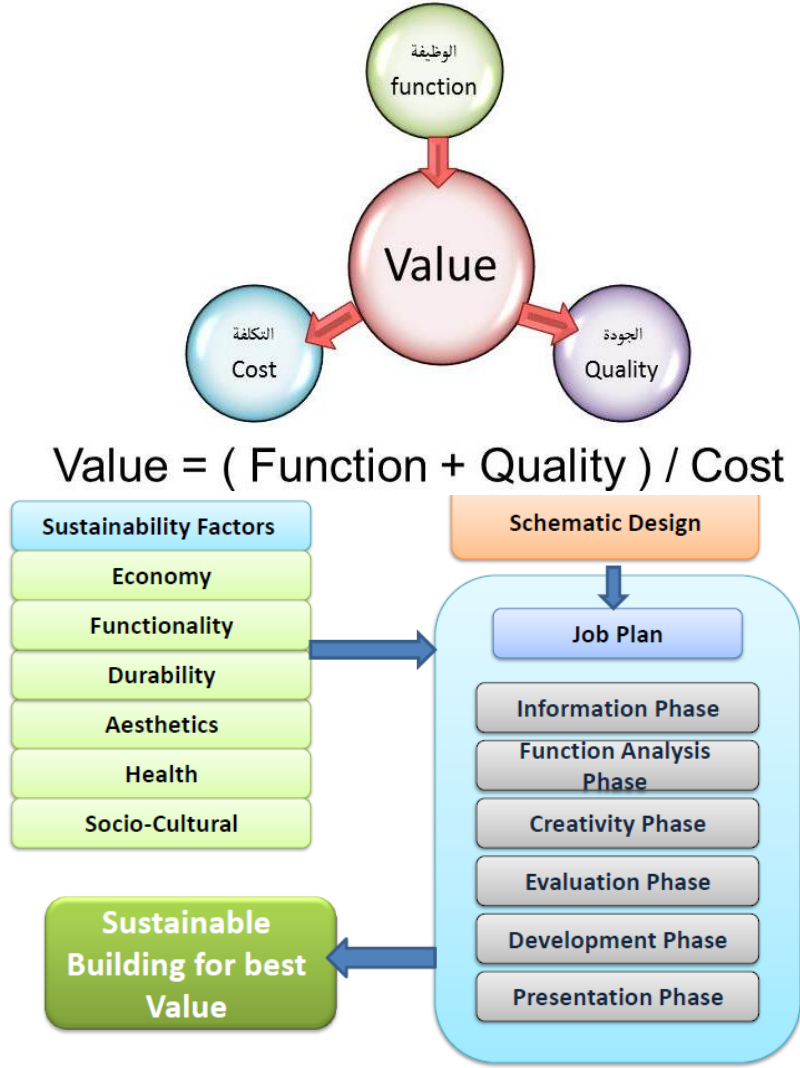 الوظيفة
function
Value
التكلفة
Cost
الجودة
Quality
Value = ( Function + Quality ) / Cost
Sustainability Factors
Economy
Functionality
Durability
Aesthetics
Health
Socio-Cultural
Schematic Design
Job Plan
Information Phase
Function Analysis
Phase
Creativity Phase
Evaluation Phase
Development Phase
Presentation Phase
Sustainable
Building for best
Value